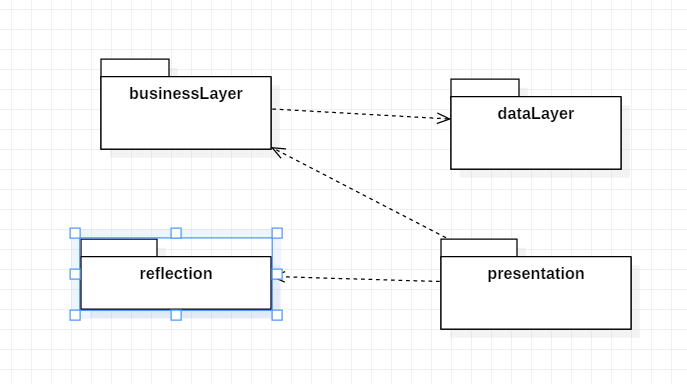 businessLayer
dataLayer
reflection
presentation